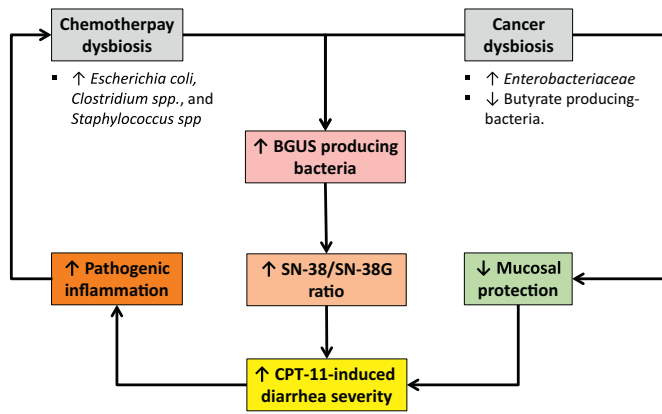 Chemotherpay
dysbiosis
▪ ↑ Escherichia coli,
Clostridium spp., and
Staphylococcus spp
Cancer
dysbiosis
▪ ↑ Enterobacteriaceae
▪ ↓ Butyrate producing-
bacteria.
↑ BGUS producing
bacteria
↑ Pathogenic
inflammation
↑ SN-38/SN-38G
ratio
↓ Mucosal
protection
↑ CPT-11-induced
diarrhea severity